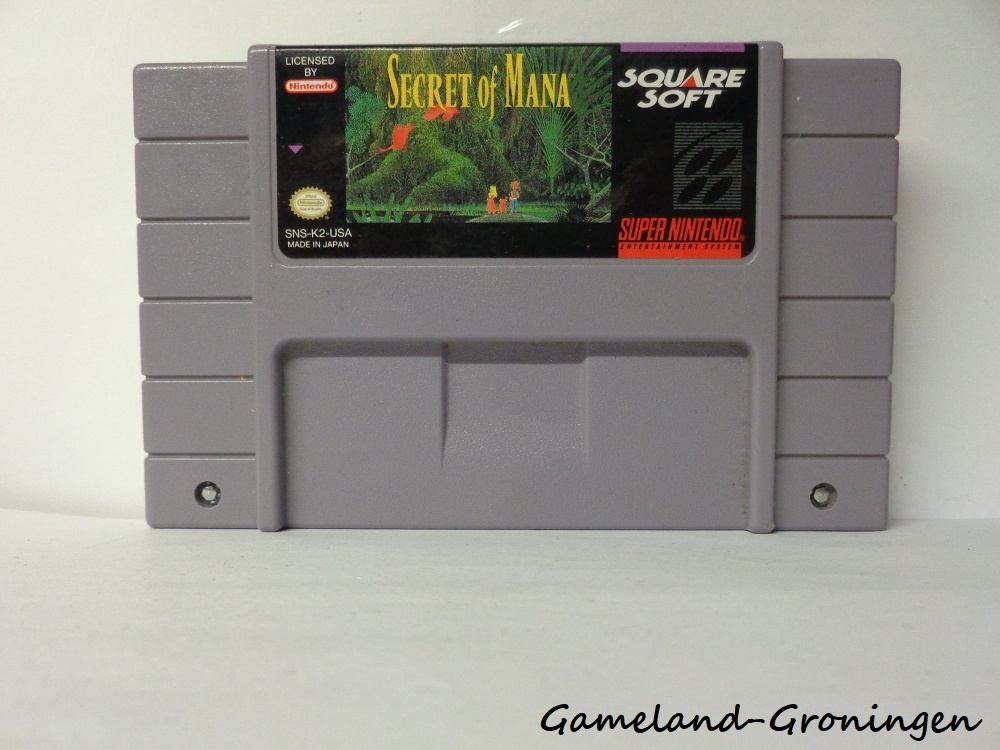 LICENSED
BY
Nintendo
SECRET of MANA
SQUARE
SOFT
Nintendo
SNS-K2-USA
MADE IN JAPAN
SUPER NINTENDO
ENTERTAINMENT SYSTEM
Gameland-Groningen